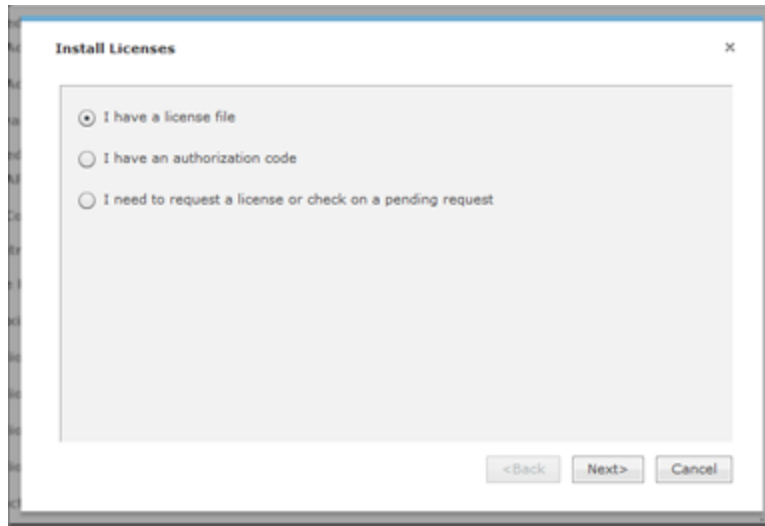 Install Licenses
I have a license file
I have an authorization code
I need to request a license or check on a pending request
<Back Next> Cancel